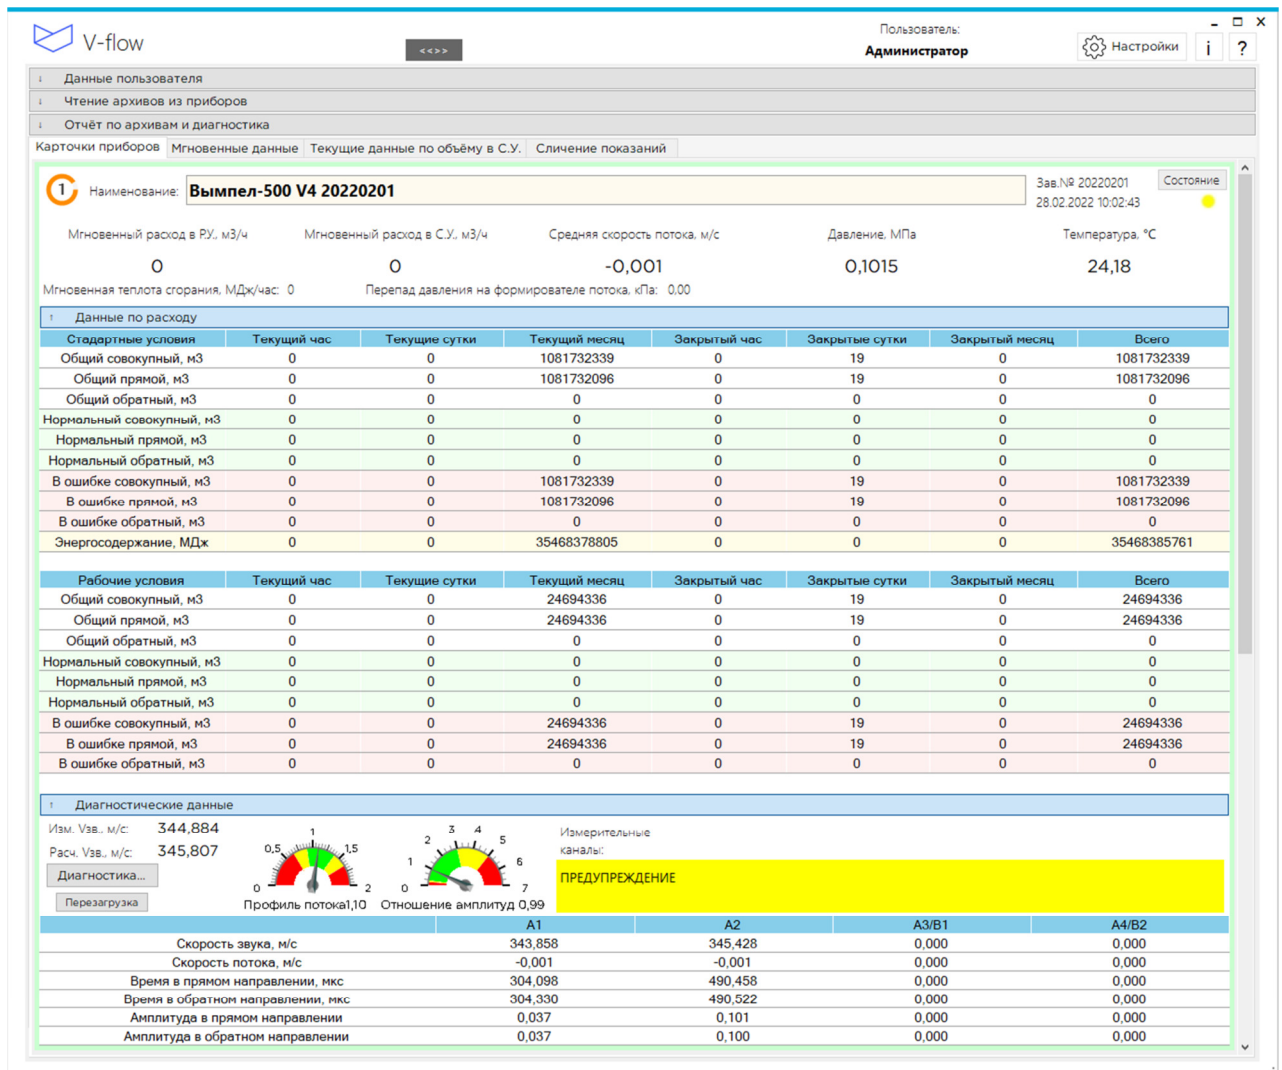 V-flow
<<>>
Пользователь:
Администратор
Настройки
i
?
Данные пользователя
Чтение архивов из приборов
Отчёт по архивам и диагностика
Карточки приборов Мгновенные данные Текущие данные по объёму в С.У. Сличение показаний
1 Наименование: Вымпел-500 V4 20220201
Зав.№ 20220201 Состояние
28.02.2022 10:02:43
Мгновенный расход в Р.У., м3/ч Мгновенный расход в С.У., м3/ч Средняя скорость потока, м/с Давление, МПа Температура, °C
0 0 -0,001 0,1015 24,18
Мгновенная теплота сгорания, МДж/час: 0 Перепад давления на формирователе потока, кПа: 0,00
Данные по расходу
Стадартные условия Текущий час Текущие сутки Текущий месяц Закрытый час Закрытые сутки Закрытый месяц Всего
Общий совокупный, м3 0 0 1081732339 0 19 0 1081732339
Общий прямой, м3 0 0 1081732096 0 19 0 1081732096
Общий обратный, м3 0 0 0 0 0 0 0
Нормальный совокупный, м3 0 0 0 0 0 0 0
Нормальный прямой, м3 0 0 0 0 0 0 0
Нормальный обратный, м3 0 0 0 0 0 0 0
В ошибке совокупный, м3 0 0 1081732339 0 19 0 1081732339
В ошибке прямой, м3 0 0 1081732096 0 19 0 1081732096
В ошибке обратный, м3 0 0 0 0 0 0 0
Энергосодержание, МДж 0 0 35468378805 0 0 0 35468385761
Рабочие условия Текущий час Текущие сутки Текущий месяц Закрытый час Закрытые сутки Закрытый месяц Всего
Общий совокупный, м3 0 0 24694336 0 19 0 24694336
Общий прямой, м3 0 0 24694336 0 19 0 24694336
Общий обратный, м3 0 0 0 0 0 0 0
Нормальный совокупный, м3 0 0 0 0 0 0 0
Нормальный прямой, м3 0 0 0 0 0 0 0
Нормальный обратный, м3 0 0 0 0 0 0 0
В ошибке совокупный, м3 0 0 24694336 0 19 0 24694336
В ошибке прямой, м3 0 0 24694336 0 19 0 24694336
В ошибке обратный, м3 0 0 0 0 0 0 0
Диагностические данные
Изм. Vзв., м/с: 344,884
Расч. Vзв., м/с: 345,807
Диагностика...
Перезагрузка
0 0,5 1 1,5 2
Профиль потока1,10
0 1 2 3 4 5 6 7
Отношение амплитуд 0,99
Измерительные
каналы:
ПРЕДУПРЕЖДЕНИЕ
A1 A2 A3/B1 A4/B2
Скорость звука, м/с 343,858 345,428 0,000 0,000
Скорость потока, м/с -0,001 -0,001 0,000 0,000
Время в прямом направлении, мкс 304,098 490,458 0,000 0,000
Время в обратном направлении, мкс 304,330 490,522 0,000 0,000
Амплитуда в прямом направлении 0,037 0,101 0,000 0,000
Амплитуда в обратном направлении 0,037 0,100 0,000 0,000